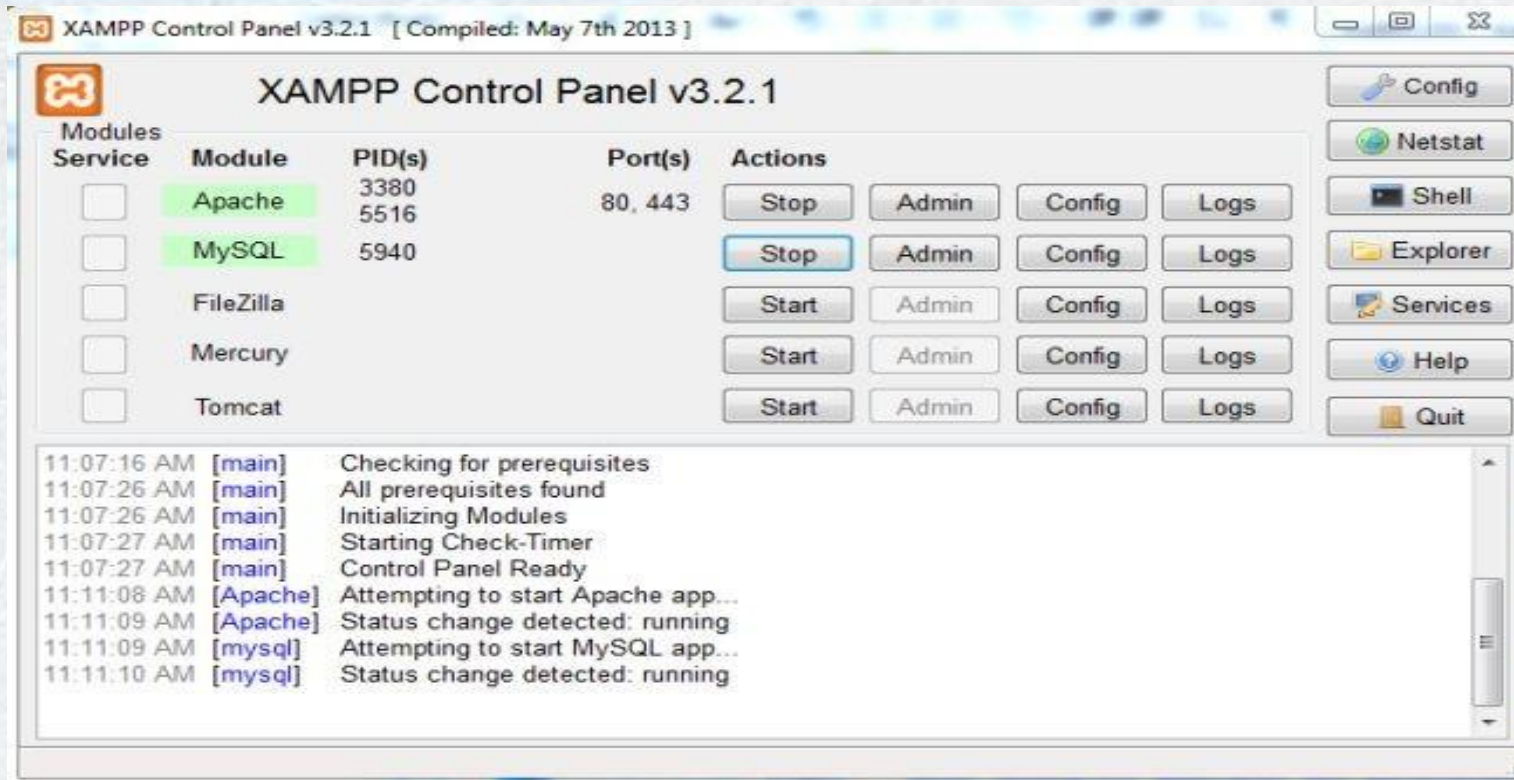 XAMPP Control Panel v3.2.1 [ Compiled: May 7th 2013 ]
XAMPP Control Panel v3.2.1
Modules
Service Module PID(s) Port(s) Actions
Apache 3380 5516 80, 443 Stop Admin Config Logs
MySQL 5940 Stop Admin Config Logs
FileZilla Start Admin Config Logs
Mercury Start Admin Config Logs
Tomcat Start Admin Config Logs
Config
Netstat
Shell
Explorer
Services
Help
Quit
11:07:16 AM [main] Checking for prerequisites
11:07:26 AM [main] All prerequisites found
11:07:26 AM [main] Initializing Modules
11:07:27 AM [main] Starting Check-Timer
11:07:27 AM [main] Control Panel Ready
11:11:08 AM [Apache] Attempting to start Apache app...
11:11:09 AM [Apache] Status change detected: running
11:11:09 AM [mysql] Attempting to start MySQL app...
11:11:10 AM [mysql] Status change detected: running